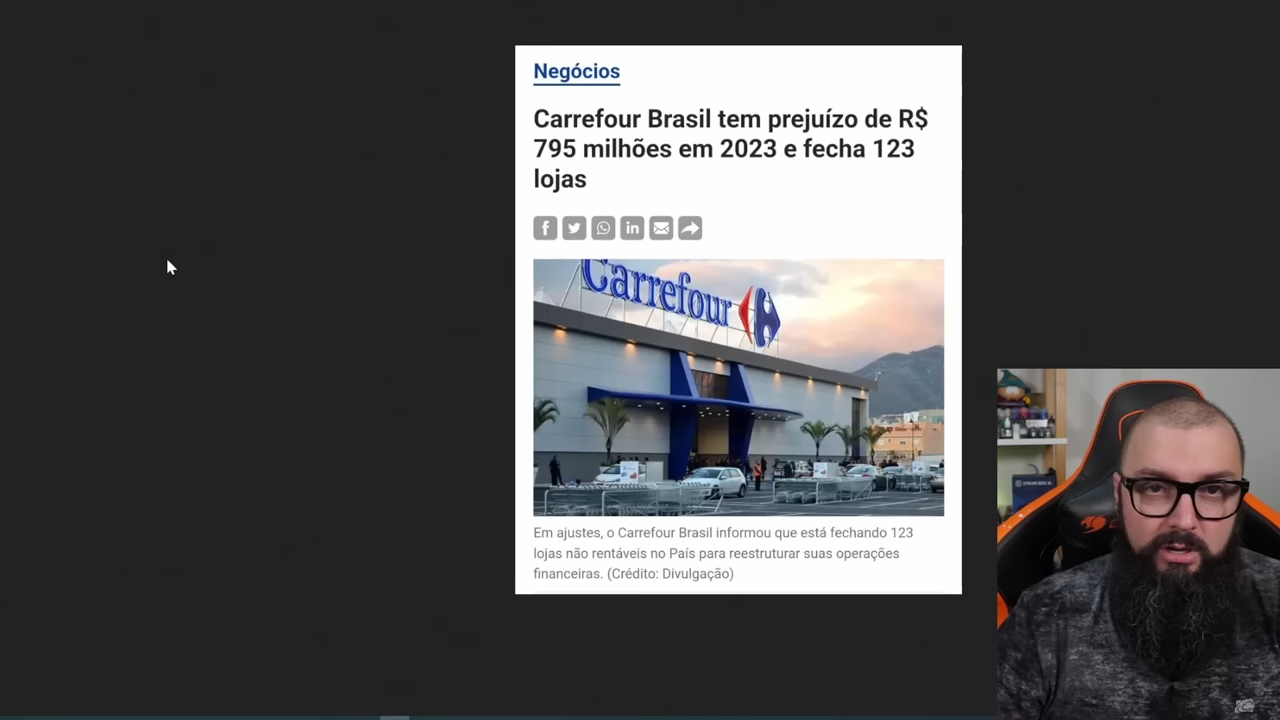 Negócios
Carrefour Brasil tem prejuízo de R$
795 milhões em 2023 e fecha 123
lojas
Carrefour
Em ajustes, o Carrefour Brasil informou que está fechando 123
lojas não rentáveis no País para reestruturar suas operações
financeiras. (Crédito: Divulgação)